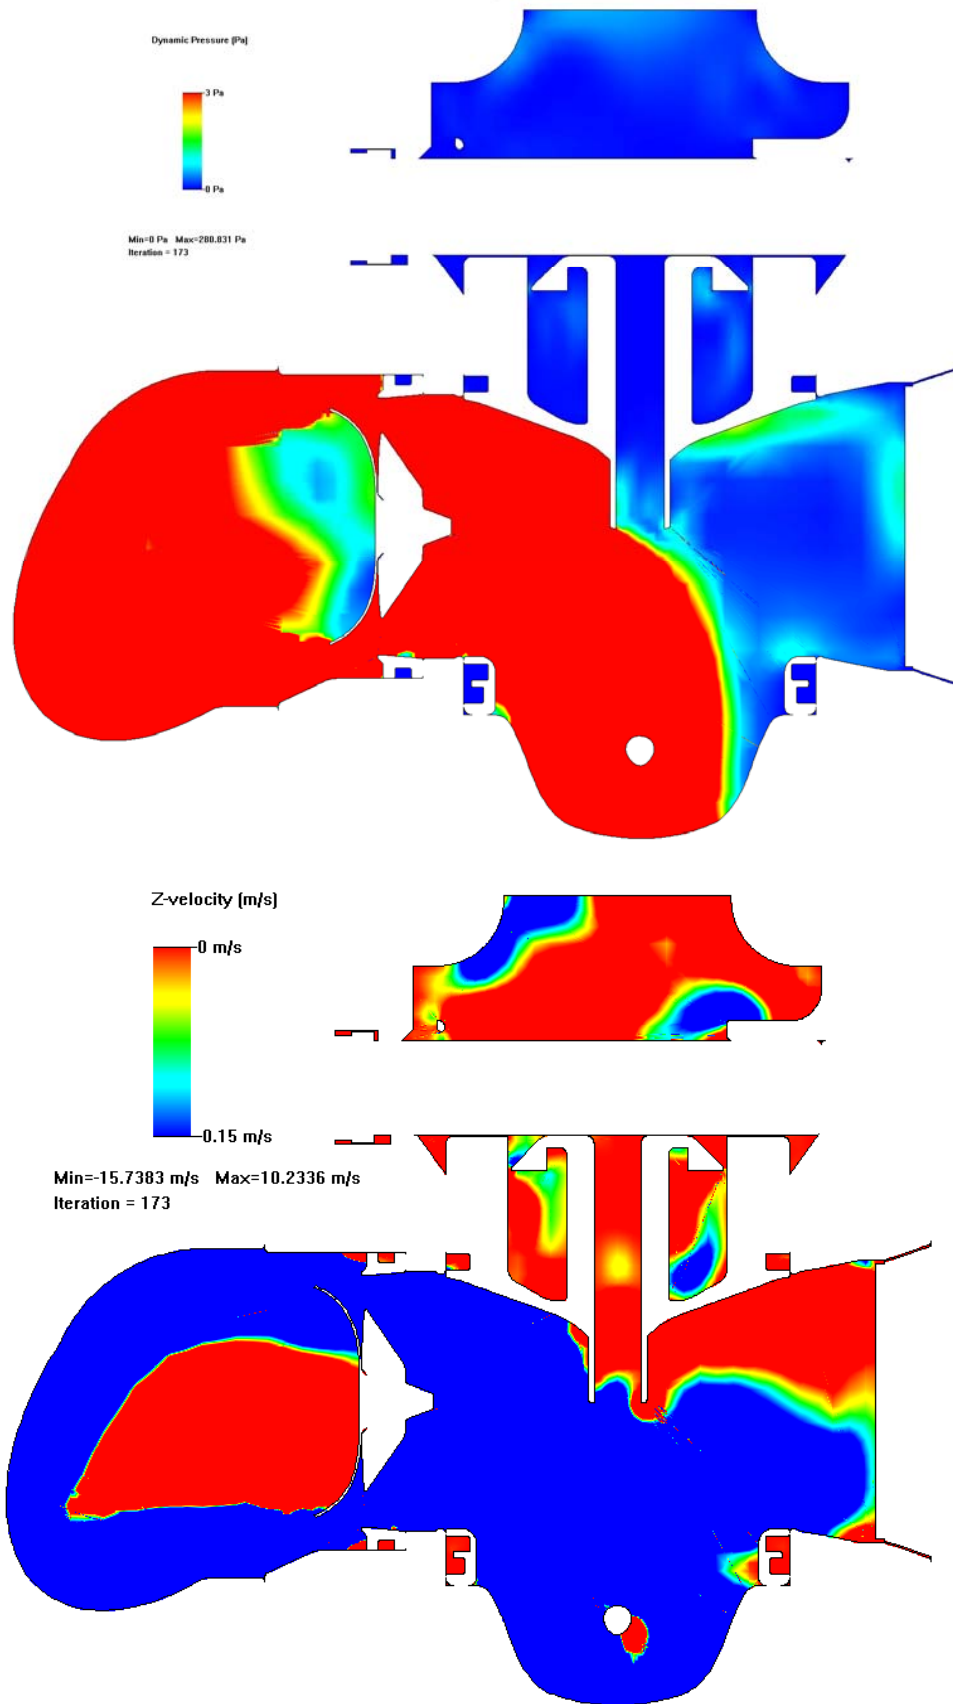 Dynamic Pressure (Pa)
3 Pa
0 Pa
Min=0 Pa Max=280.831 Pa
Iteration = 173
Z-velocity (m/s)
0 m/s
0.15 m/s
Min=-15.7383 m/s Max=10.2336 m/s
Iteration = 173